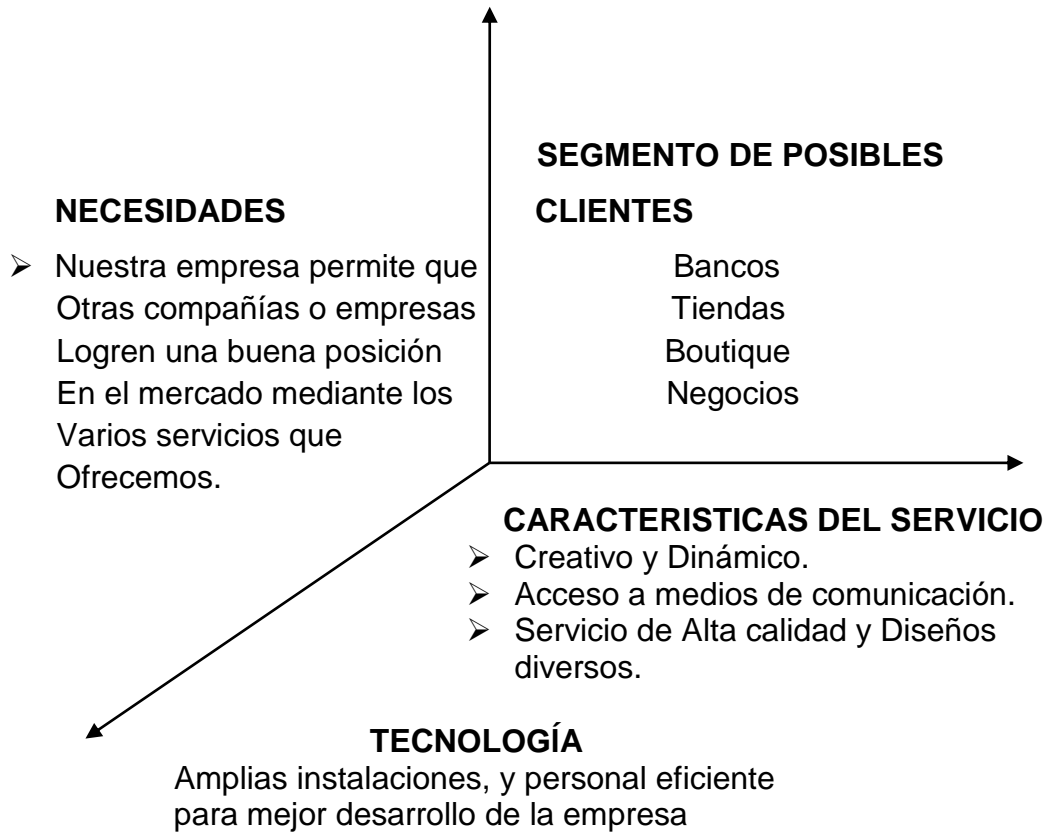 NECESIDADES
➢ Nuestra empresa permite que
Otras compañías o empresas
Logren una buena posición
En el mercado mediante los
Varios servicios que
Ofrecemos.
SEGMENTO DE POSIBLES
CLIENTES
Bancos
Tiendas
Boutique
Negocios
CARACTERISTICAS DEL SERVICIO
➢ Creativo y Dinámico.
➢ Acceso a medios de comunicación.
➢ Servicio de Alta calidad y Diseños
diversos.
TECNOLOGÍA
Amplias instalaciones, y personal eficiente
para mejor desarrollo de la empresa